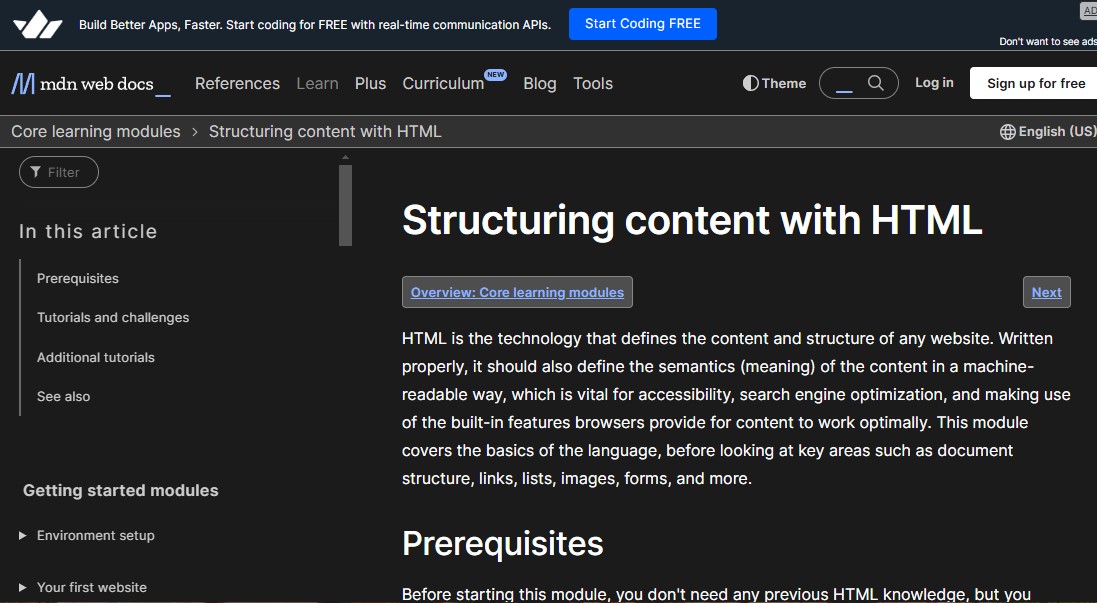 Build Better Apps, Faster. Start coding for FREE with real-time communication APIs.
Start Coding FREE
AD
Don't want to see ads
mdn web docs_
References
Learn
Plus
Curriculum NEW
Blog
Tools
Theme
Log in
Sign up for free
Core learning modules > Structuring content with HTML
English (US)
Filter
In this article
Prerequisites
Tutorials and challenges
Additional tutorials
See also
Getting started modules
Environment setup
Your first website
Structuring content with HTML
Overview: Core learning modules
Next
HTML is the technology that defines the content and structure of any website. Written
properly, it should also define the semantics (meaning) of the content in a machine-
readable way, which is vital for accessibility, search engine optimization, and making use
of the built-in features browsers provide for content to work optimally. This module
covers the basics of the language, before looking at key areas such as document
structure, links, lists, images, forms, and more.
Prerequisites
Before starting this module, you don't need any previous HTML knowledge, but you